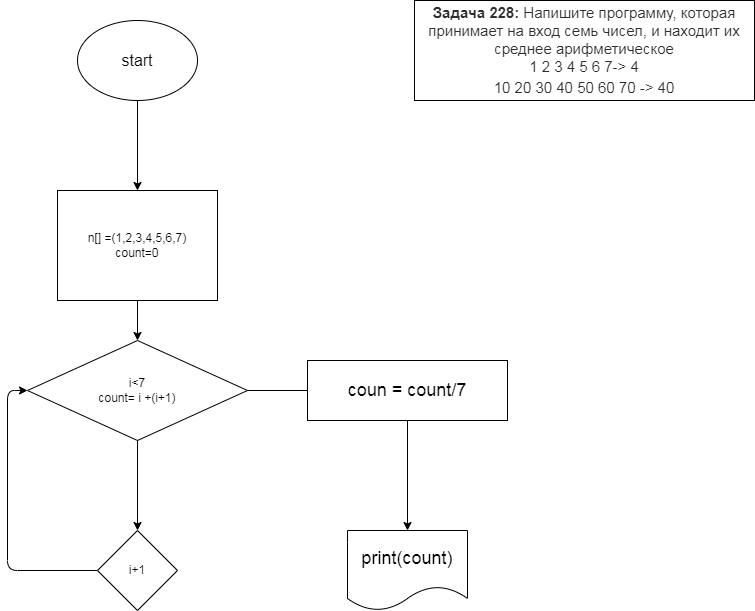 Задача 228: Напишите программу, которая
принимает на вход семь чисел, и находит их
среднее арифметическое
1 2 3 4 5 6 7-> 4
10 20 30 40 50 60 70 -> 40
start
n[] =(1,2,3,4,5,6,7)
count=0
i<7
count= i +(i+1)
coun = count/7
i+1
print(count)